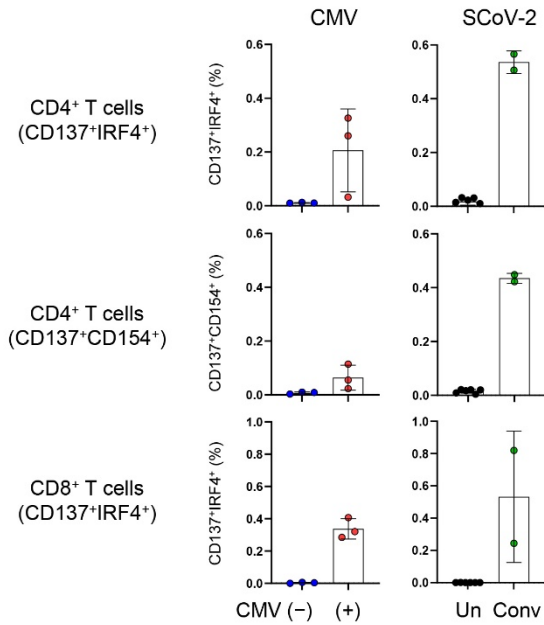 CMV
SCoV-2
CD4⁺ T cells
(CD137⁺IRF4⁺)
CD137⁺IRF4⁺ (%)
0.6
0.4
0.2
0.0
0.6
0.4
0.2
0.0
CD4⁺ T cells
(CD137⁺CD154⁺)
CD137⁺CD154⁺ (%)
0.6
0.4
0.2
0.0
0.6
0.4
0.2
0.0
CD8⁺ T cells
(CD137⁺IRF4⁺)
CD137⁺IRF4⁺ (%)
1.0
0.8
0.6
0.4
0.2
0.0
1.0
0.8
0.6
0.4
0.2
0.0
CMV (−) (+)
Un Conv